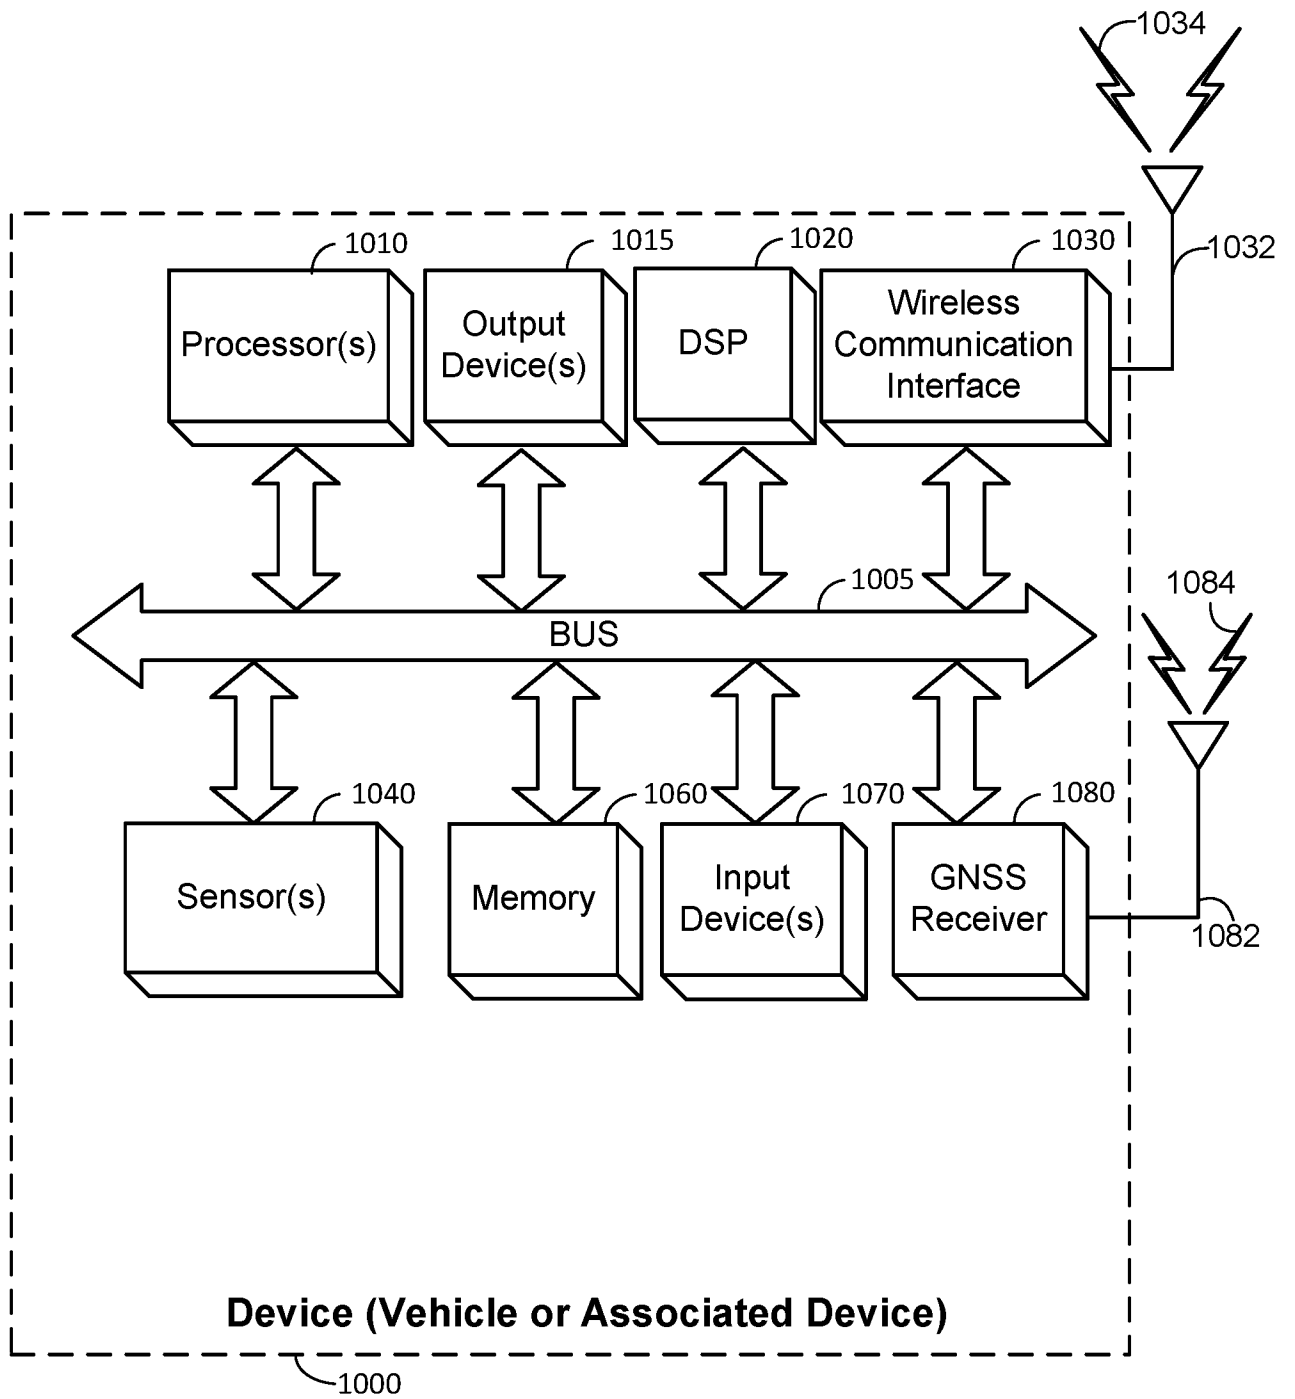 1034
1032
1010
1015
1020
1030
Processor(s)
Output
Device(s)
DSP
Wireless
Communication
Interface
1005
BUS
1084
1040
1060
1070
1080
Sensor(s)
Memory
Input
Device(s)
GNSS
Receiver
1082
Device (Vehicle or Associated Device)
1000